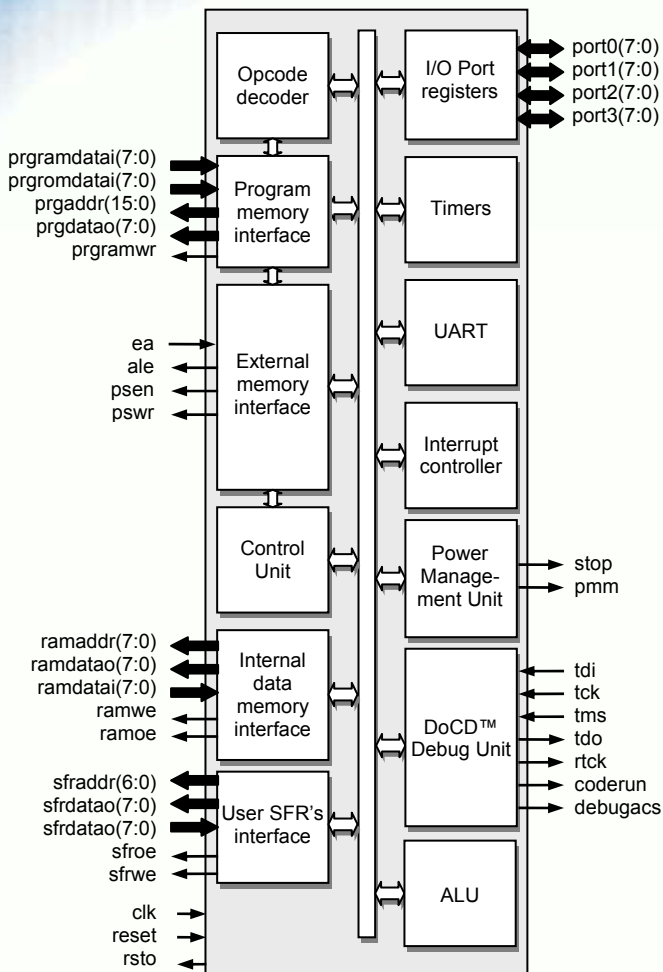 Opcode
decoder
I/O Port
registers
port0(7:0)
port1(7:0)
port2(7:0)
port3(7:0)
prgramdatai(7:0)
prgromdatai(7:0)
prgaddr(15:0)
prgdatao(7:0)
prgramwr
Program
memory
interface
Timers
ea
ale
psen
pswr
External
memory
interface
UART
Interrupt
controller
Control
Unit
Power
Manage-
ment Unit
stop
pmm
ramaddr(7:0)
ramdatao(7:0)
ramdatai(7:0)
ramwe
ramoe
Internal
data
memory
interface
DoCD™
Debug Unit
tdi
tck
tms
tdo
rtck
coderun
debugacs
sfraddr(6:0)
sfrdatao(7:0)
sfrdatao(7:0)
sfroe
sfrwe
User SFR's
interface
ALU
clk
reset
rsto